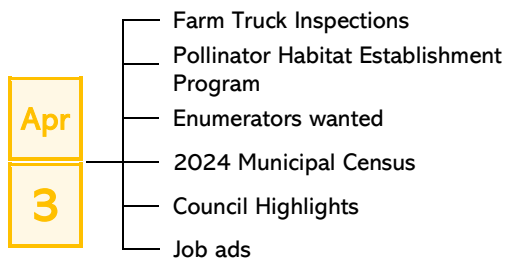 Apr
3
Farm Truck Inspections
Pollinator Habitat Establishment
Program
Enumerators wanted
2024 Municipal Census
Council Highlights
Job ads